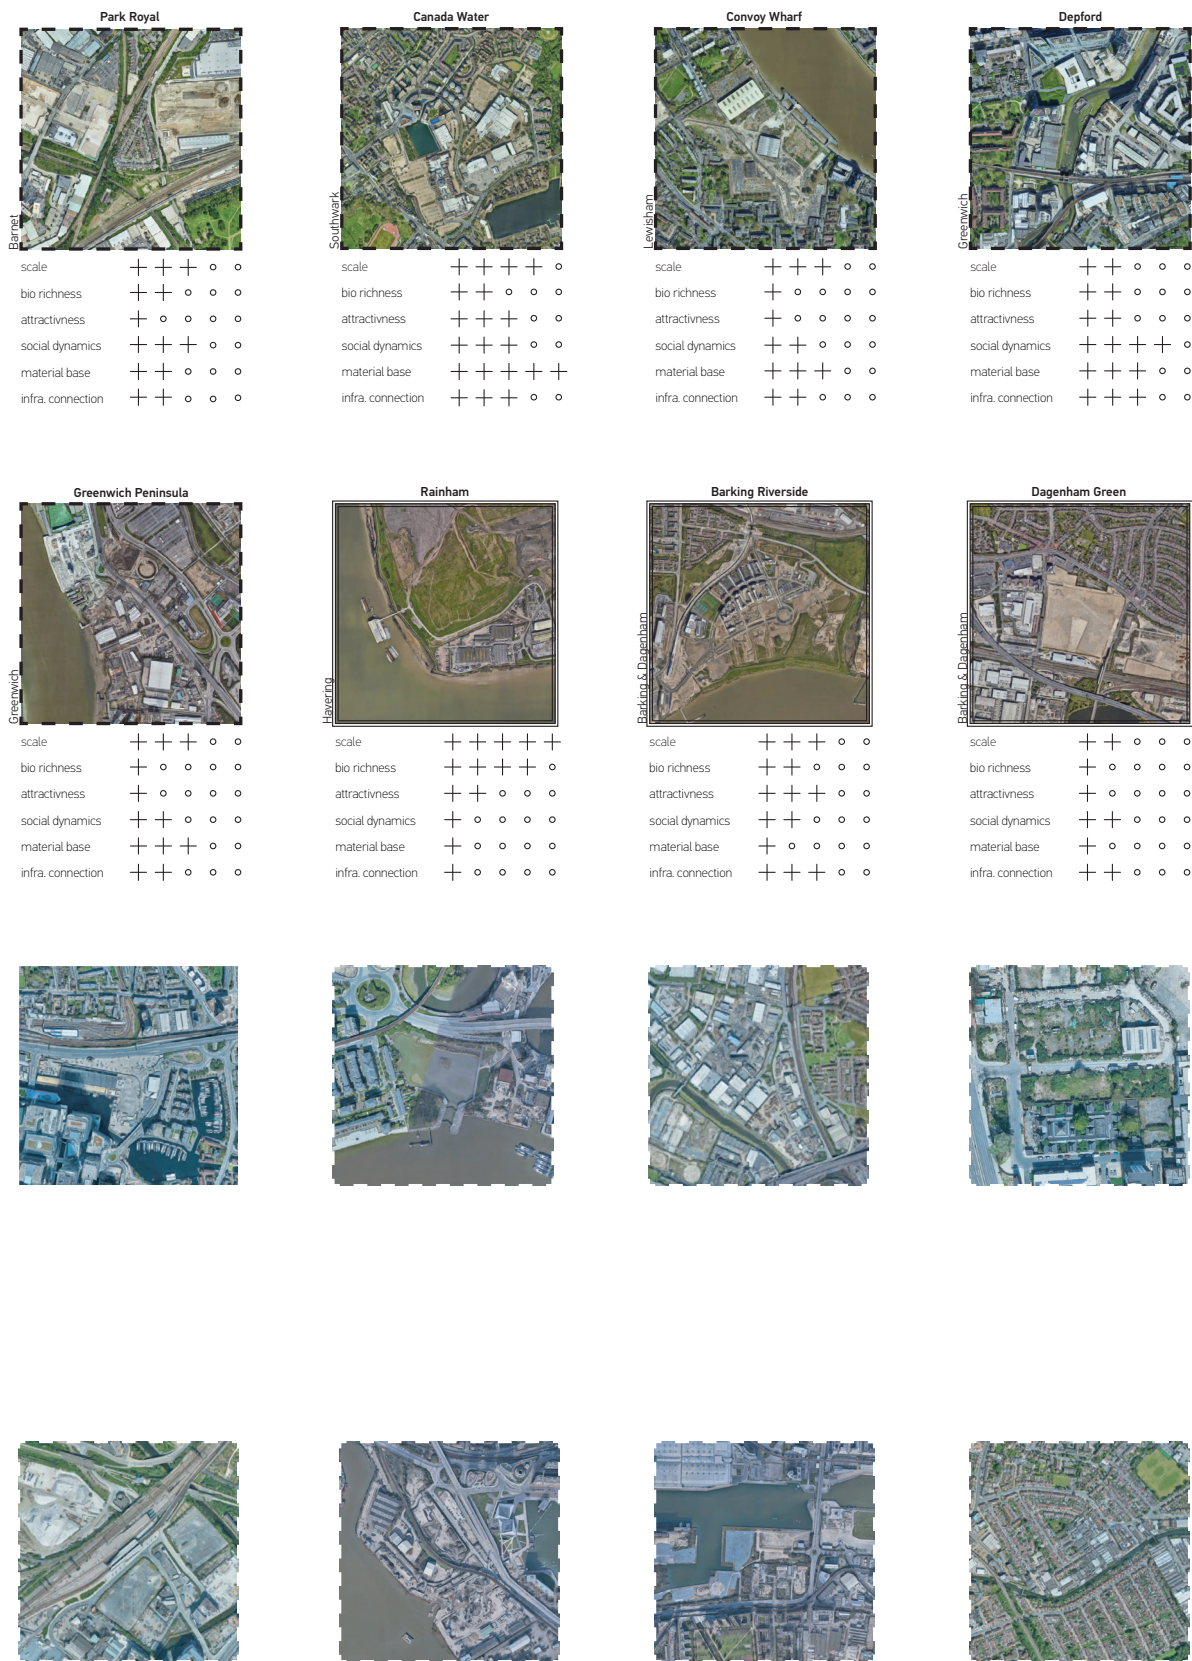 Park Royal
Canada Water
Convoy Wharf
Depford
Barnet
Southwark
Lewisham
Greenwich
scale
bio richness
attractivness
social dynamics
material base
infra. connection
scale
bio richness
attractivness
social dynamics
material base
infra. connection
scale
bio richness
attractivness
social dynamics
material base
infra. connection
scale
bio richness
attractivness
social dynamics
material base
infra. connection
Greenwich Peninsula
Rainham
Barking Riverside
Dagenham Green
Greenwich
Havering
Barking & Dagenham
Barking & Dagenham
scale
bio richness
attractivness
social dynamics
material base
infra. connection
scale
bio richness
attractivness
social dynamics
material base
infra. connection
scale
bio richness
attractivness
social dynamics
material base
infra. connection
scale
bio richness
attractivness
social dynamics
material base
infra. connection